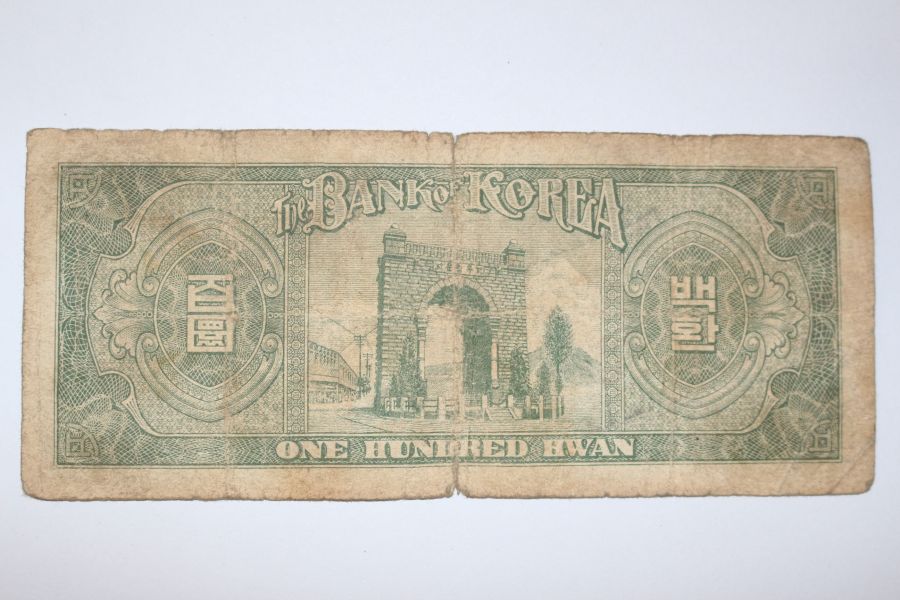 The BANK OF KOREA
百圜
백환
ONE HUNDRED HWAN